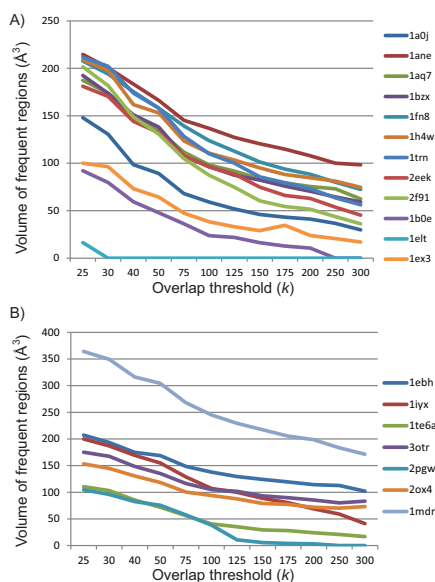 A)
Volume of frequent regions (Å³)
250
200
150
100
50
0
25 30 40 50 75 100 125 150 175 200 250 300
Overlap threshold (k)
1a0j
1ane
1aq7
1bzx
1fn8
1h4w
1trn
2eek
2f91
1b0e
1elt
1ex3
B)
Volume of frequent regions (Å³)
400
350
300
250
200
150
100
50
0
25 30 40 50 75 100 125 150 175 200 250 300
Overlap threshold (k)
1ebh
1iyx
1te6a
3otr
2pgw
2ox4
1mdr